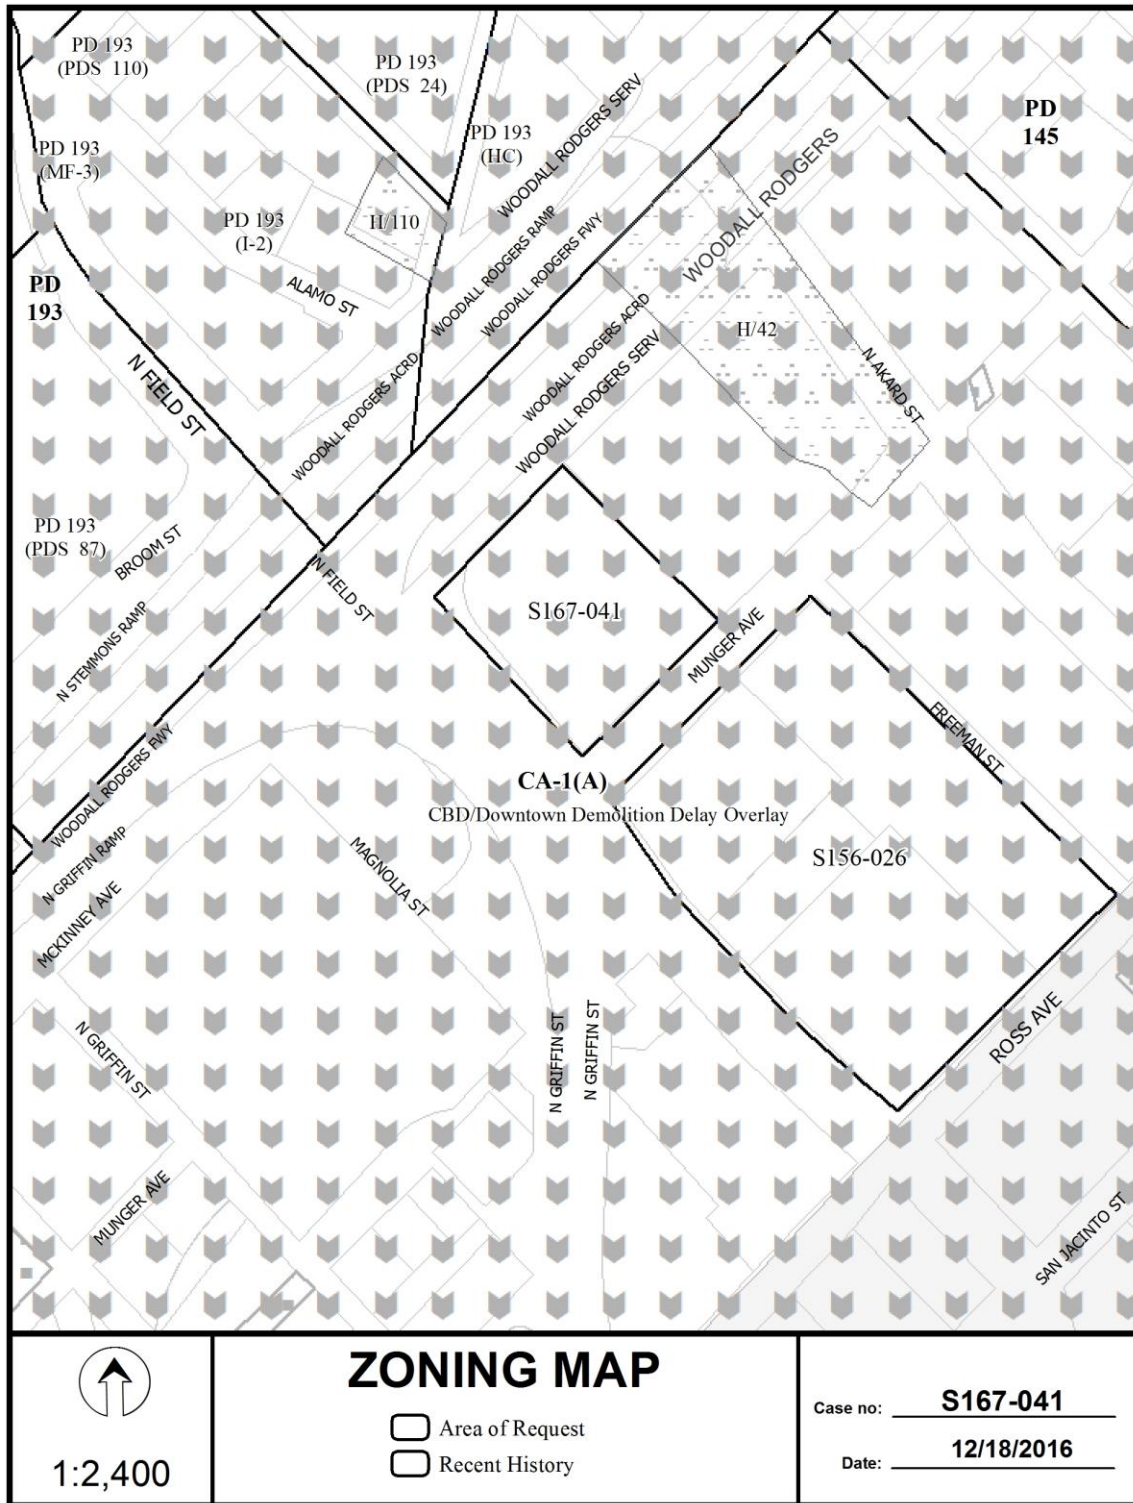 PD 193
(PDS 110)
PD 193
(PDS 24)
PD 193
(HC)
WOODALL RODGERS SERV
WOODALL RODGERS
PD
145
PD 193
(MF-3)
PD 193
(I-2)
H/110
ALAMO ST
WOODALL RODGERS RAMP
WOODALL RODGERS FWY
PD
193
N FIELD ST
WOODALL RODGERS ACRD
WOODALL RODGERS ACRD
WOODALL RODGERS SERV
H/42
N AKARD ST
PD 193
(PDS 87)
BROOM ST
N FIELD ST
S167-041
MUNGER AVE
N STEMMONS RAMP
FREEMAN ST
WOODALL RODGERS FWY
CA-1(A)
CBD/Downtown Demolition Delay Overlay
S156-026
N GRIFFIN RAMP
MCKINNEY AVE
MAGNOLIA ST
N GRIFFIN ST
N GRIFFIN ST
N GRIFFIN ST
ROSS AVE
MUNGER AVE
SAN JACINTO ST
1:2,400
ZONING MAP
Area of Request
Recent History
Case no: S167-041
Date: 12/18/2016